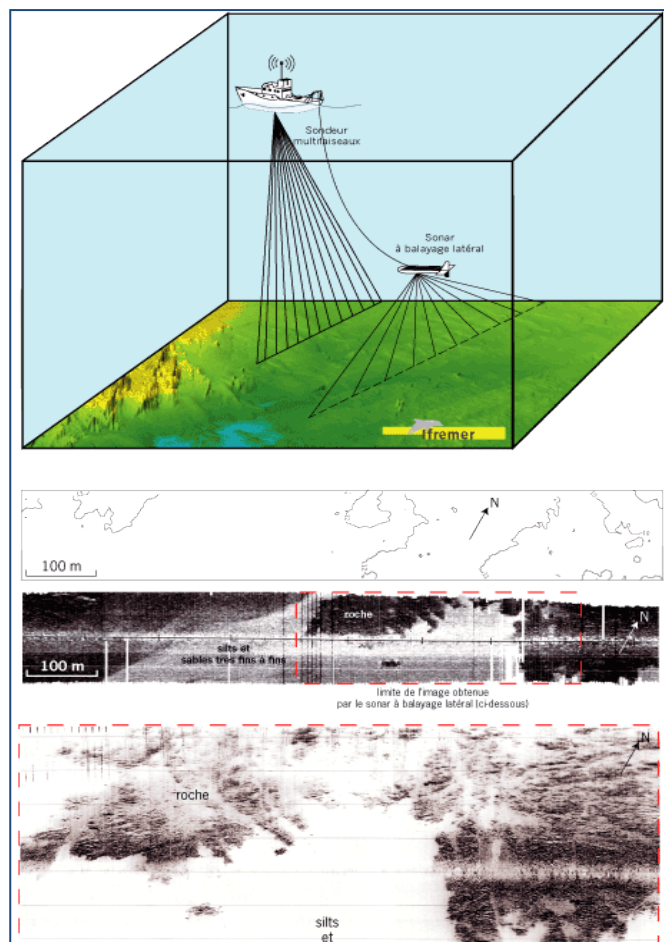 Sondeur
multifaiseaux
Sonar
à balayage latéral
Ifremer
N
100 m
roche
N
silts et
sables très fins à fins
100 m
limite de l'image obtenue
par le sonar à balayage latéral (ci-dessous)
N
roche
silts
et